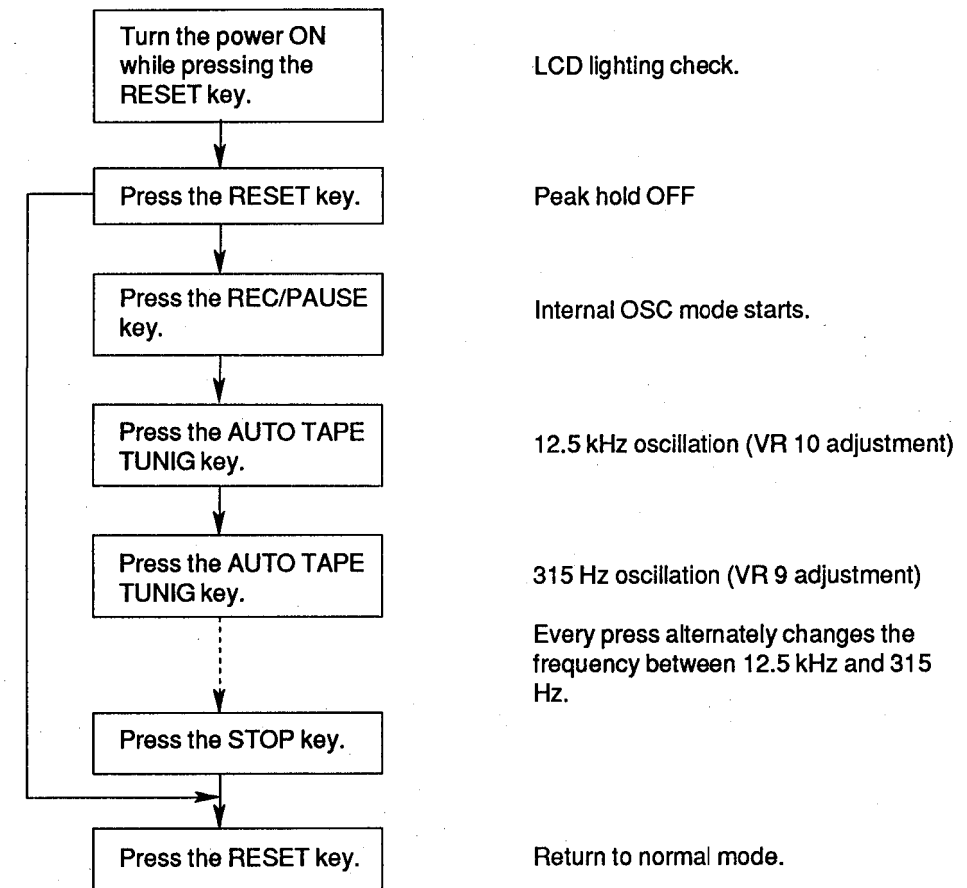 Turn the power ON
while pressing the
RESET key.
LCD lighting check.
Press the RESET key.
Peak hold OFF
Press the REC/PAUSE
key.
Internal OSC mode starts.
Press the AUTO TAPE
TUNIG key.
12.5 kHz oscillation (VR 10 adjustment)
Press the AUTO TAPE
TUNIG key.
315 Hz oscillation (VR 9 adjustment)
Every press alternately changes the
frequency between 12.5 kHz and 315
Hz.
Press the STOP key.
Press the RESET key.
Return to normal mode.